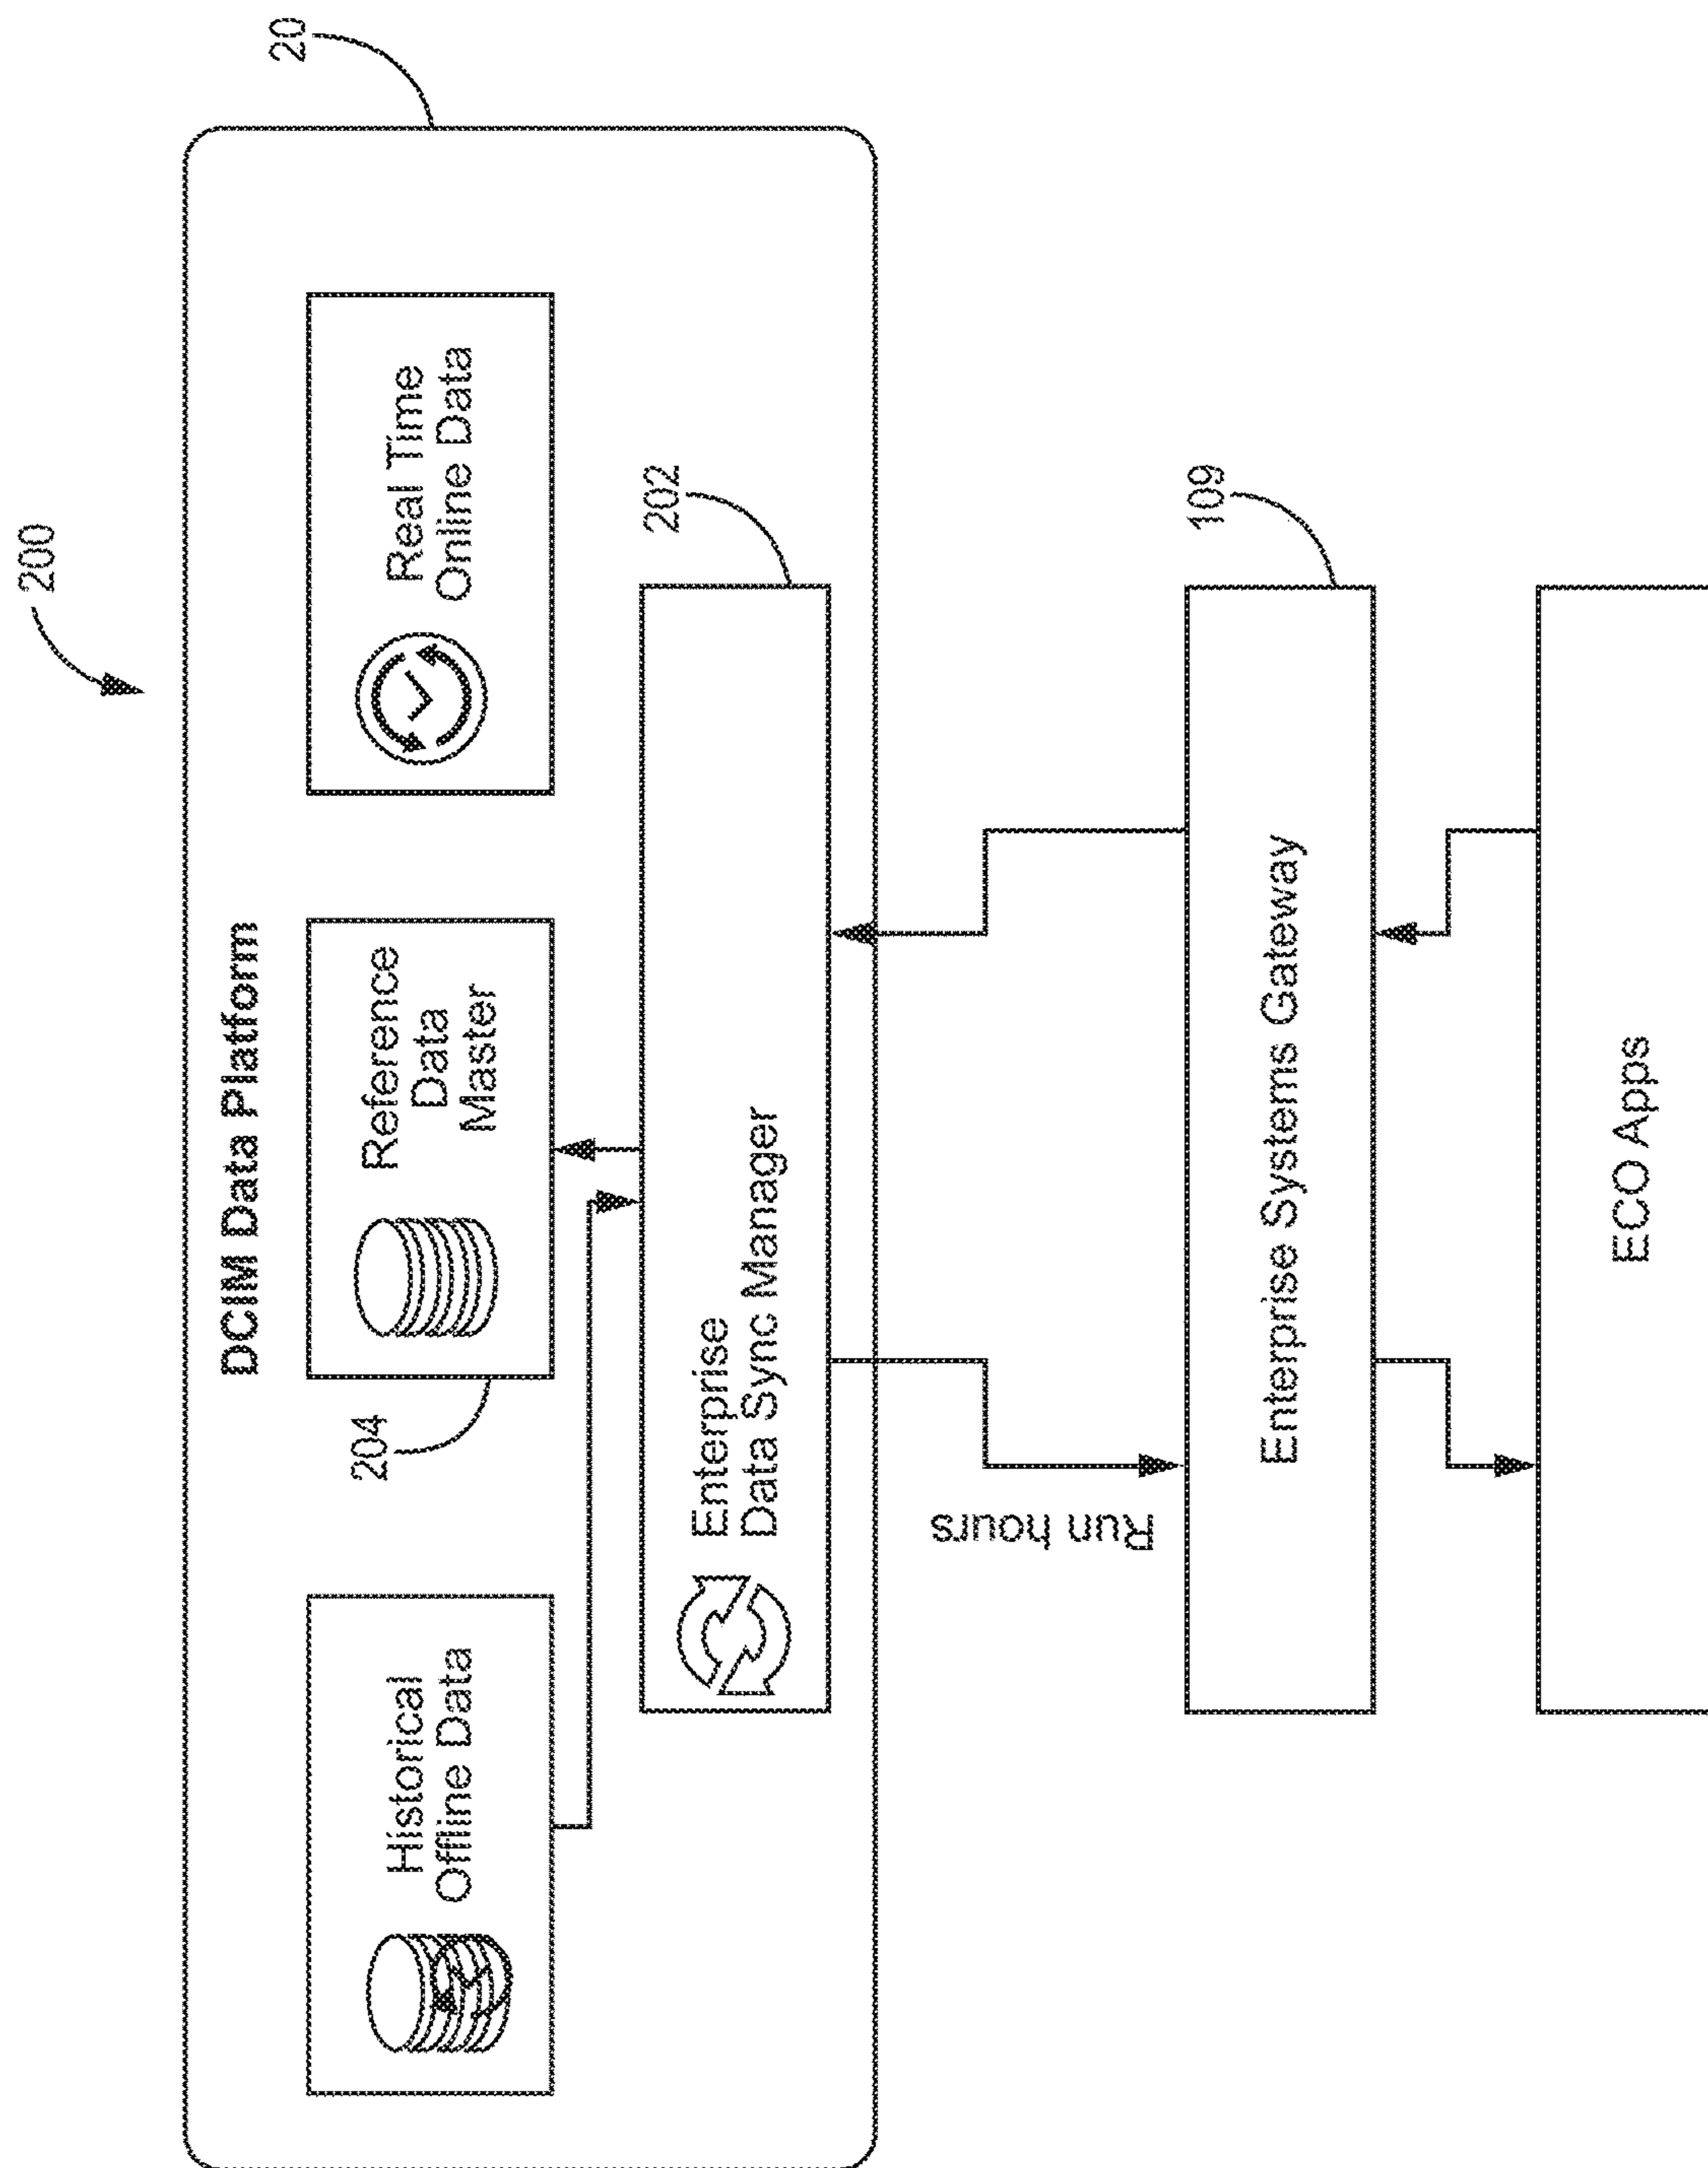 200
20
DCIM Data Platform
Historical
Offline Data
204
Reference
Data
Master
Real Time
Online Data
Enterprise
Data Sync Manager
202
Run hours
109
Enterprise Systems Gateway
ECO Apps